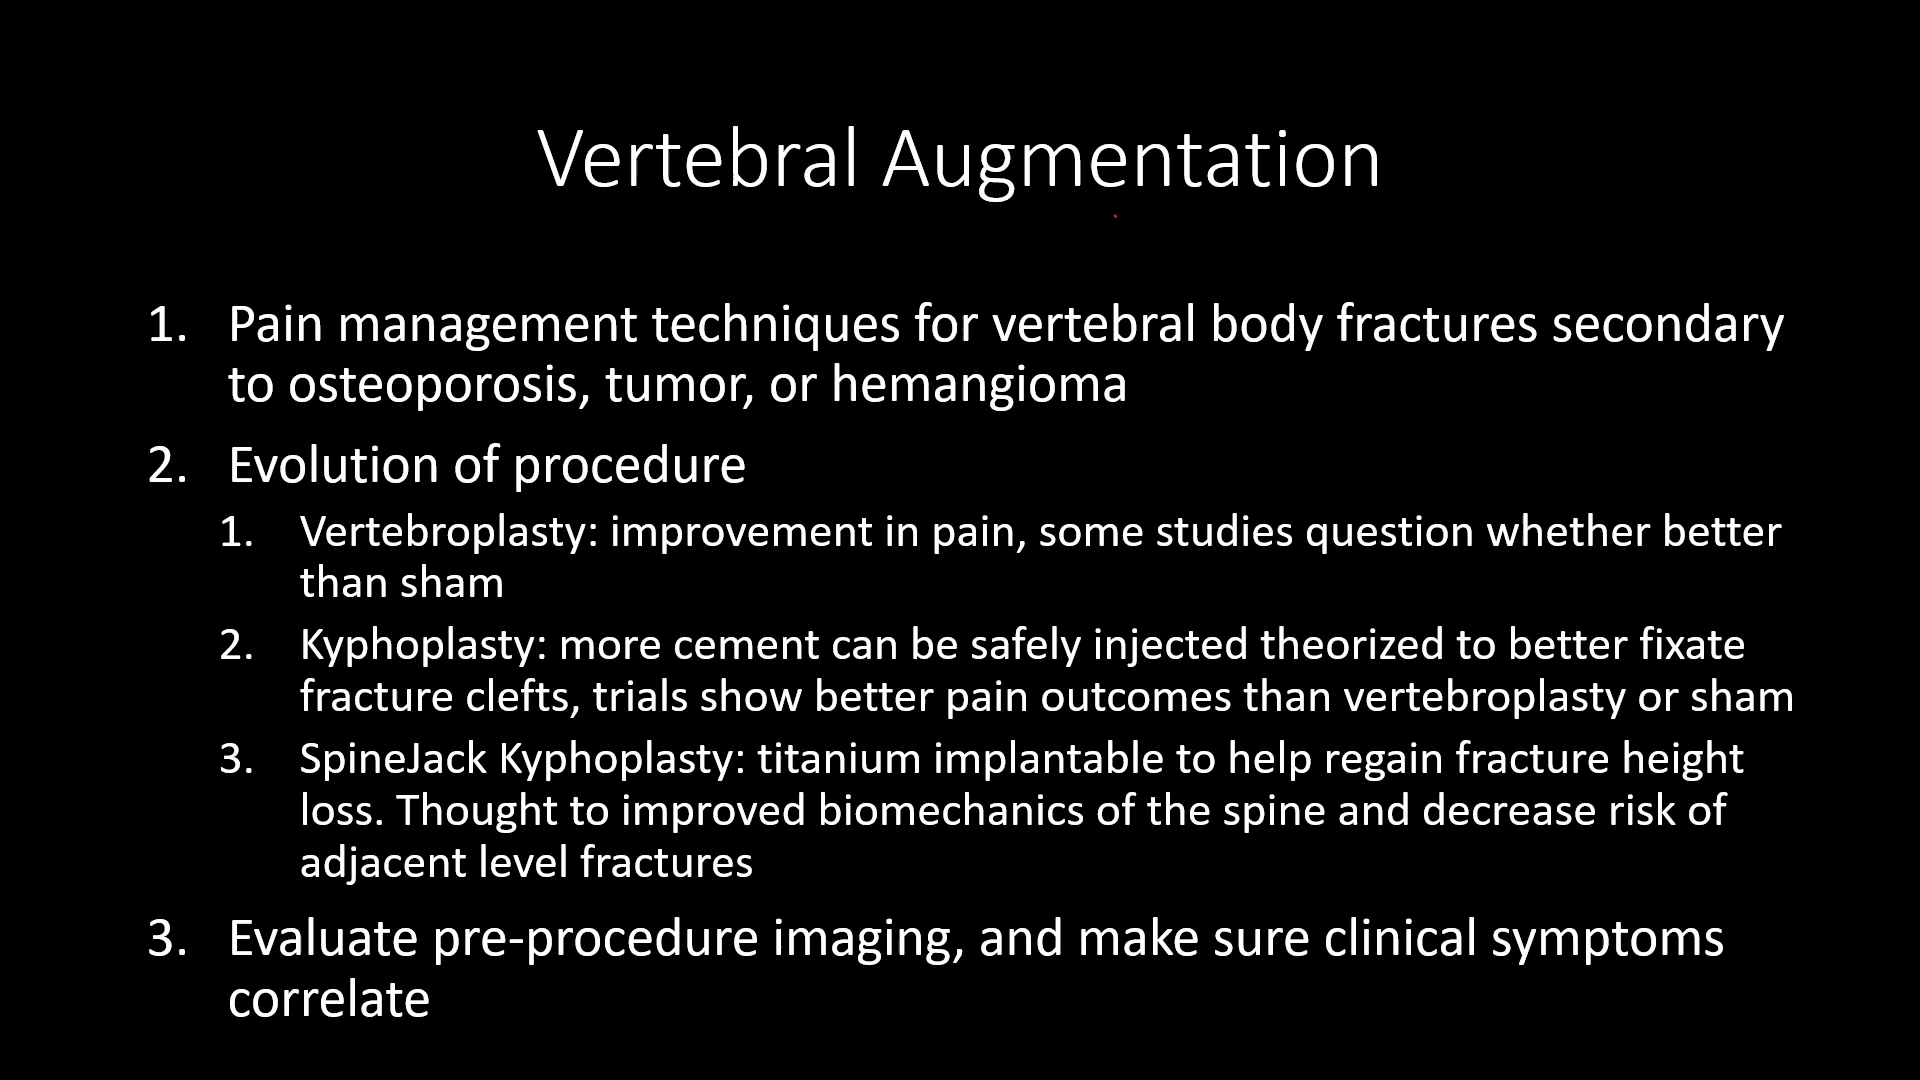 Vertebral Augmentation
1. Pain management techniques for vertebral body fractures secondary
to osteoporosis, tumor, or hemangioma
2. Evolution of procedure
1. Vertebroplasty: improvement in pain, some studies question whether better
than sham
2. Kyphoplasty: more cement can be safely injected theorized to better fixate
fracture clefts, trials show better pain outcomes than vertebroplasty or sham
3. SpineJack Kyphoplasty: titanium implantable to help regain fracture height
loss. Thought to improved biomechanics of the spine and decrease risk of
adjacent level fractures
3. Evaluate pre-procedure imaging, and make sure clinical symptoms
correlate